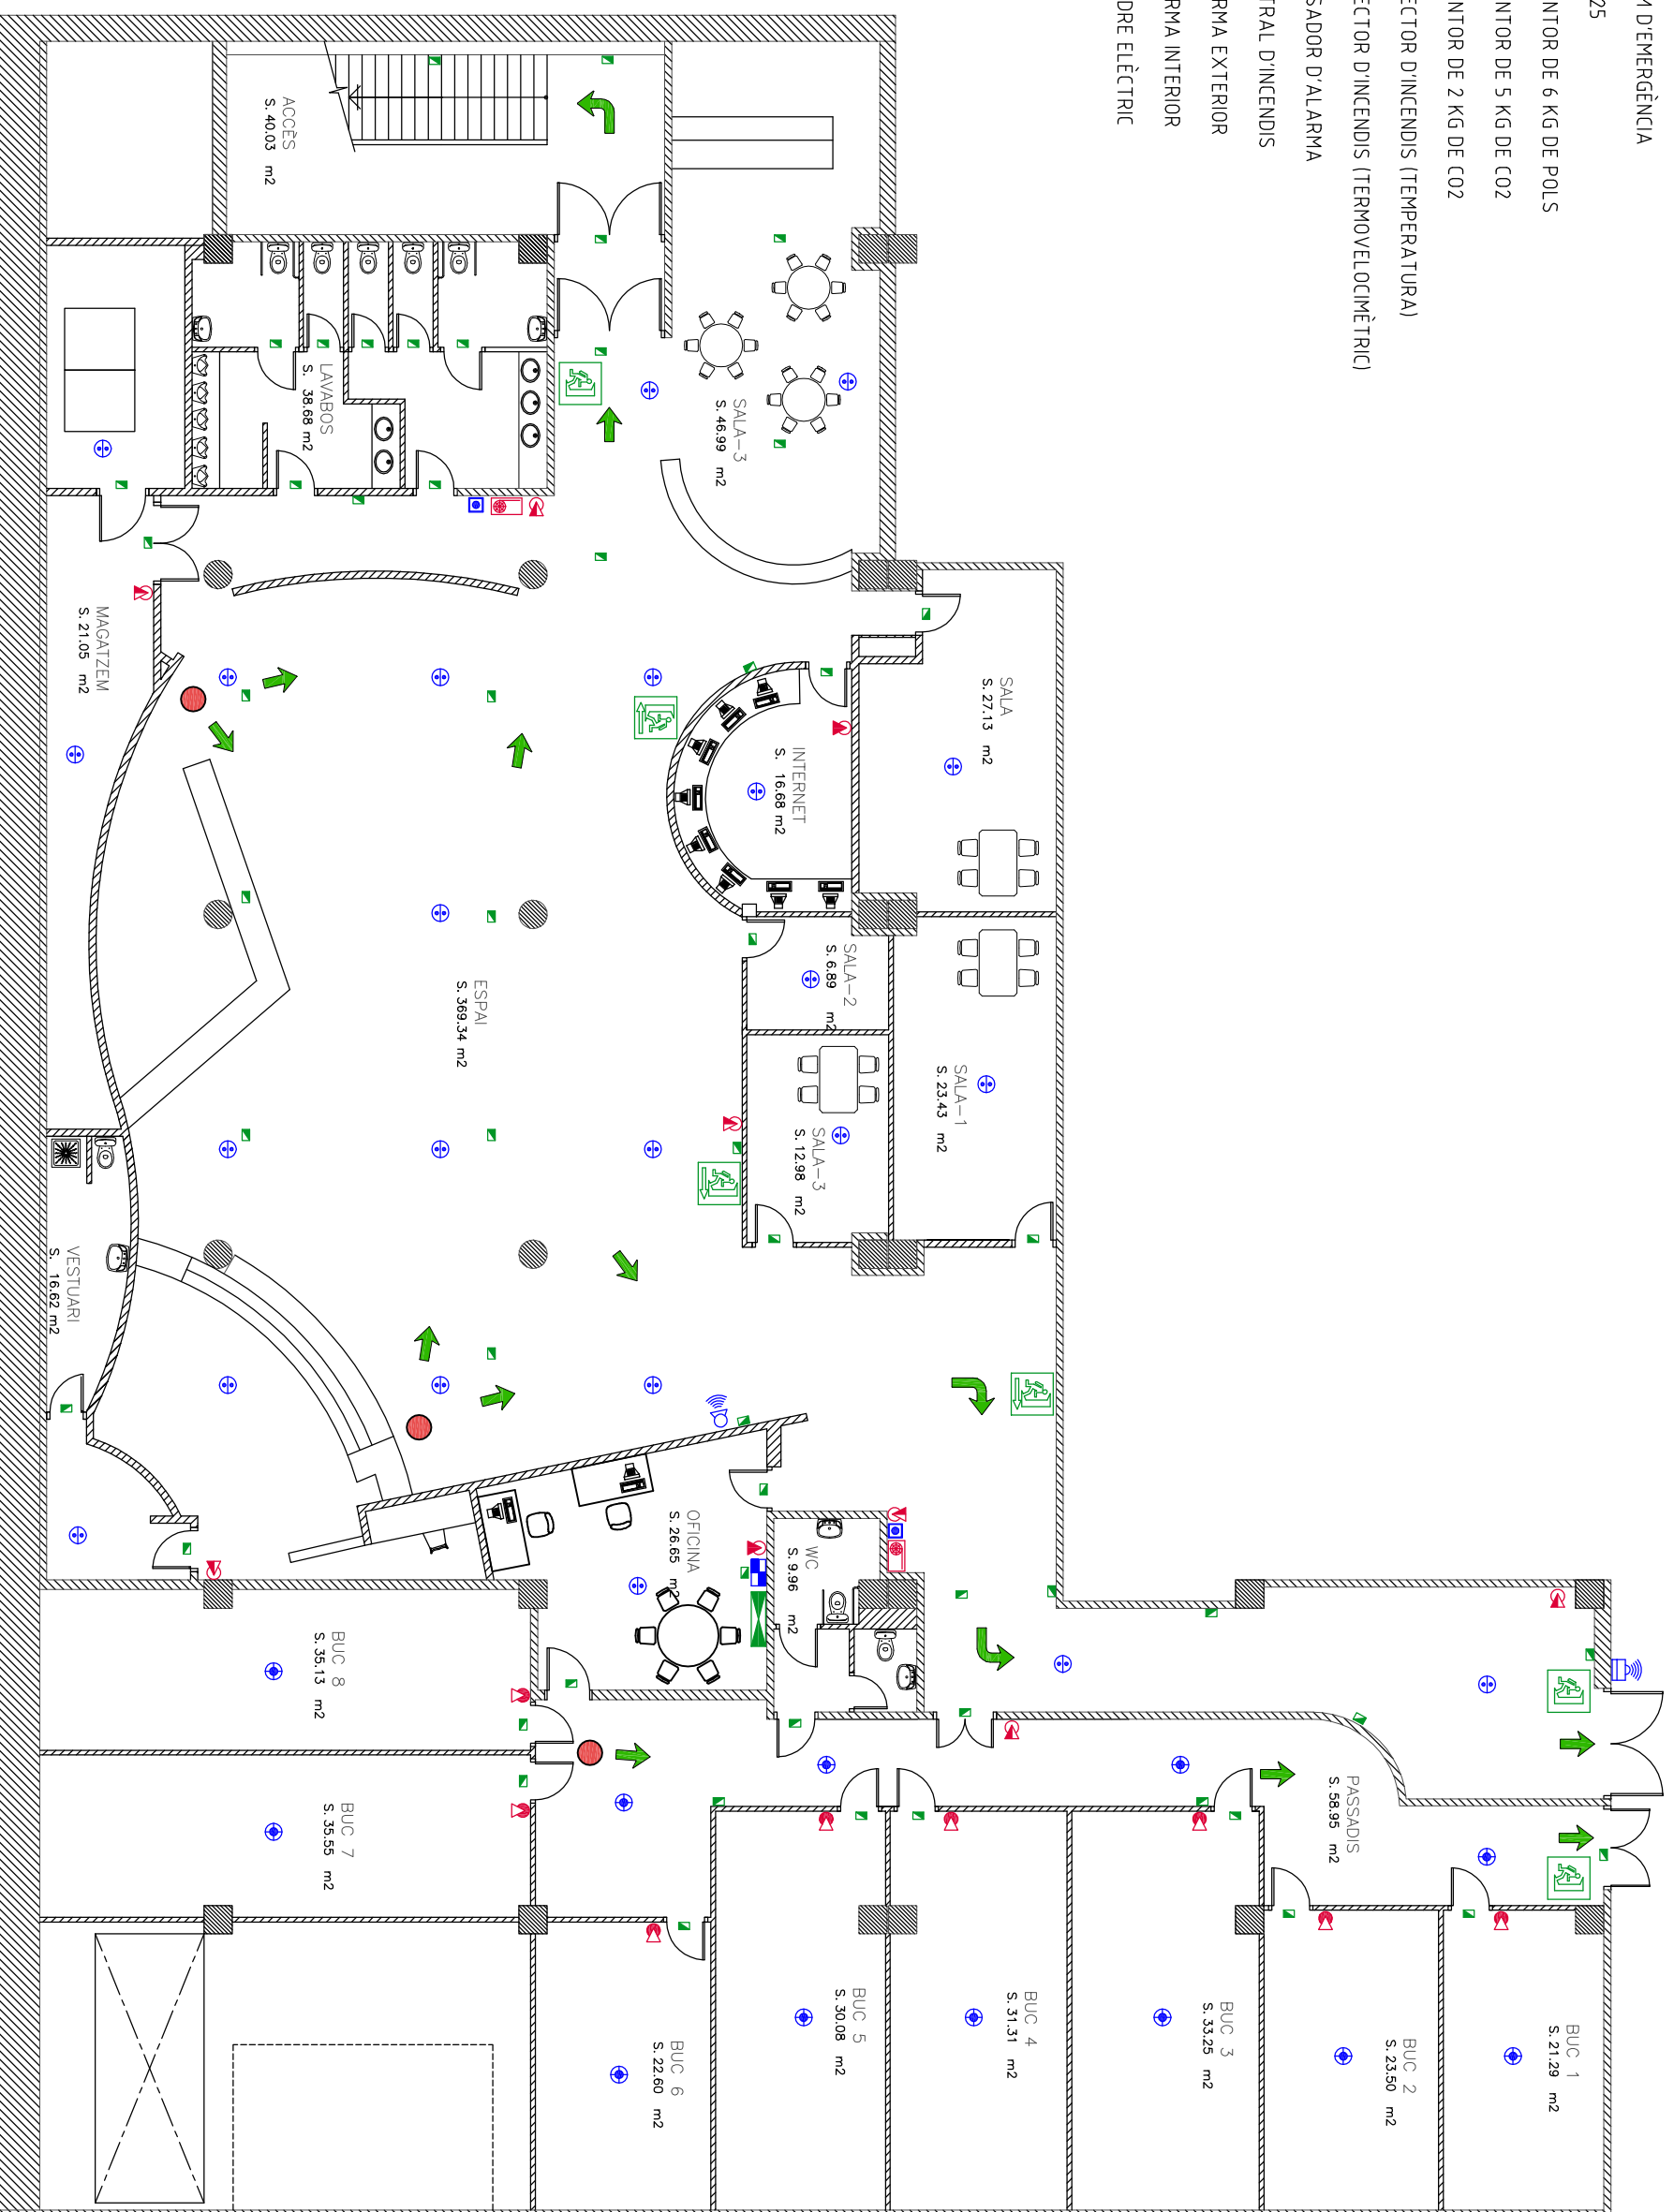 M D'EMERGÈNCIA
25
NTOR DE 6 KG DE POLS
NTOR DE 5 KG DE CO2
NTOR DE 2 KG DE CO2
ECTOR D'INCENDIS (TEMPERATURA)
ECTOR D'INCENDIS (TERMOVELOCIMÈTRIC)
SADOR D'ALARMA
TRAL D'INCENDIS
RMA EXTERIOR
RMA INTERIOR
DRE ELÈCTRIC
ACCÈS
S. 40.03 m2
LAVABOS
S. 38.68 m2
SALA-3
S. 46.99 m2
MAGATZEM
S. 21.05 m2
SALA
S. 27.13 m2
INTERNET
S. 16.68 m2
SALA-2
S. 6.89 m2
ESPAI
S. 369.34 m2
SALA-1
S. 23.43 m2
SALA-3
S. 12.98 m2
VESTUARI
S. 16.62 m2
OFICINA
S. 26.65 m2
WC
S. 9.96 m2
BUC 8
S. 35.13 m2
BUC 7
S. 35.55 m2
PASSADIS
S. 58.95 m2
BUC 6
S. 22.60 m2
BUC 5
S. 30.08 m2
BUC 4
S. 31.31 m2
BUC 3
S. 33.25 m2
BUC 2
S. 23.50 m2
BUC 1
S. 21.29 m2